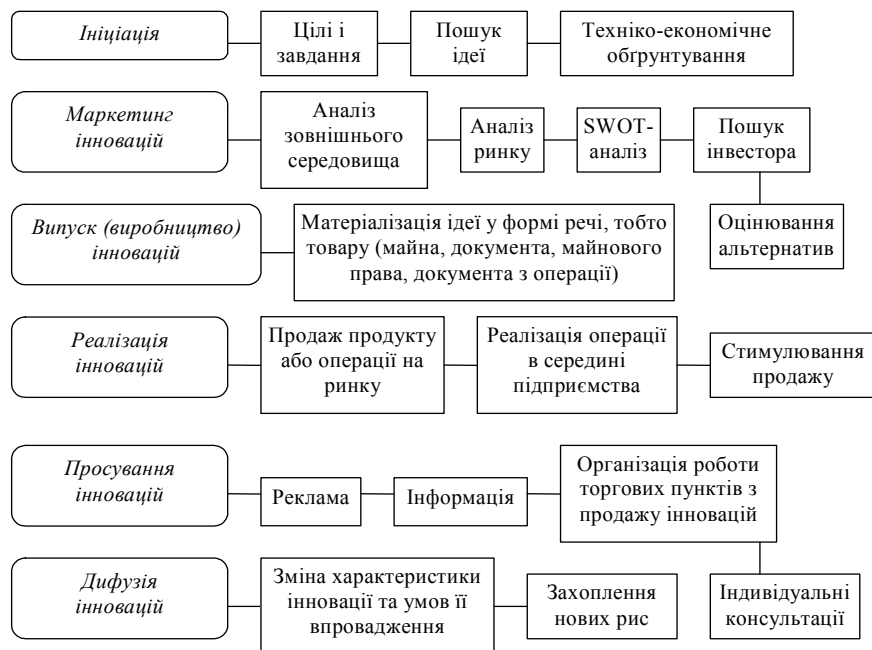 Ініціація
Цілі і
завдання
Пошук
ідеї
Техніко-економічне
обґрунтування
Маркетинг
інновацій
Аналіз
зовнішнього
середовища
Аналіз
ринку
SWOT-
аналіз
Пошук
інвестора
Оцінювання
альтернатив
Випуск (виробництво)
інновацій
Матеріалізація ідеї у формі речі, тобто
товару (майна, документа, майнового
права, документа з операції)
Реалізація
інновацій
Продаж продукту
або операції на
ринку
Реалізація операції
в середині
підприємства
Стимулювання
продажу
Просування
інновацій
Реклама
Інформація
Організація роботи
торгових пунктів з
продажу інновацій
Індивідуальні
консультації
Дифузія
інновацій
Зміна характеристики
інновації та умов її
впровадження
Захоплення
нових рис